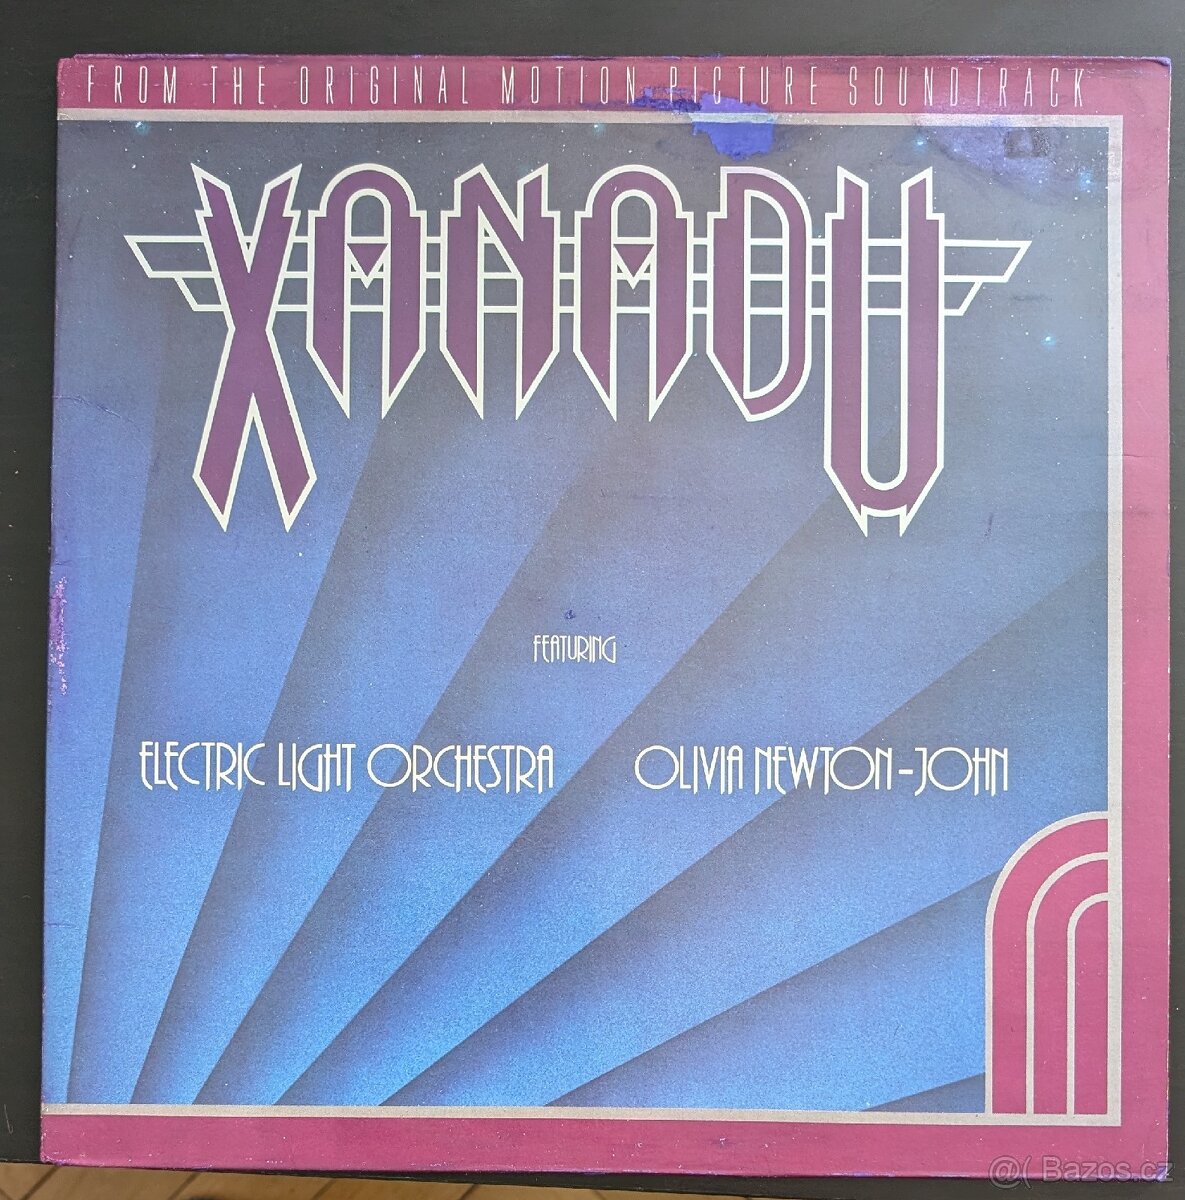 FROM THE ORIGINAL MOTION PICTURE SOUNDTRACK
XANADU
FEATURING
ELECTRIC LIGHT ORCHESTRA OLIVIA NEWTON-JOHN
@( Bazos.cz